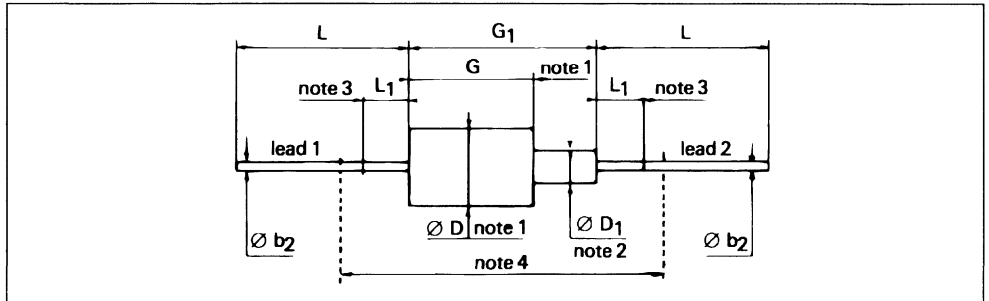 L G₁ L
G note 1
note 3 L₁ L₁ note 3
lead 1 lead 2
∅ D note 1 ∅ D₁
∅ b₂ note 2 ∅ b₂
note 4